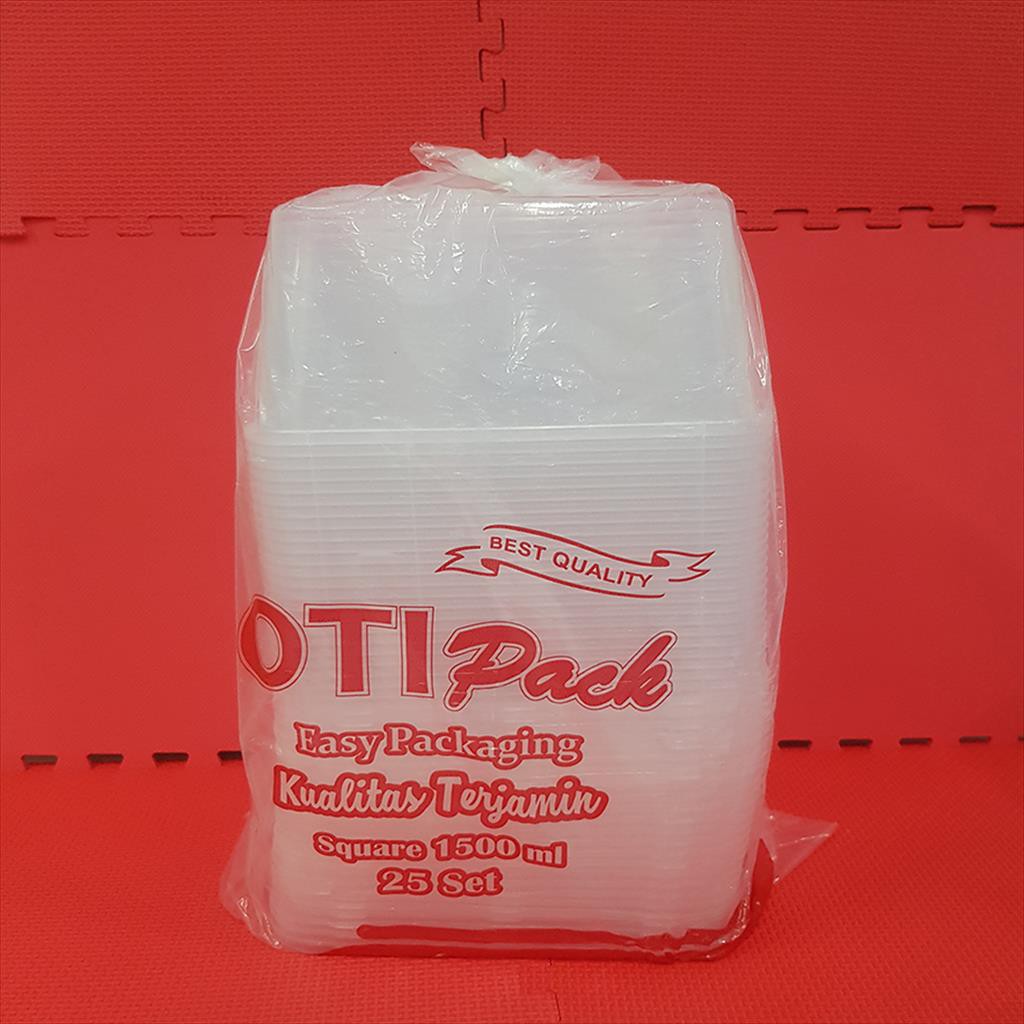 BEST QUALITY
OTI Pack
Easy Packaging
Kualitas Terjamin
Square 1500 ml
25 Set